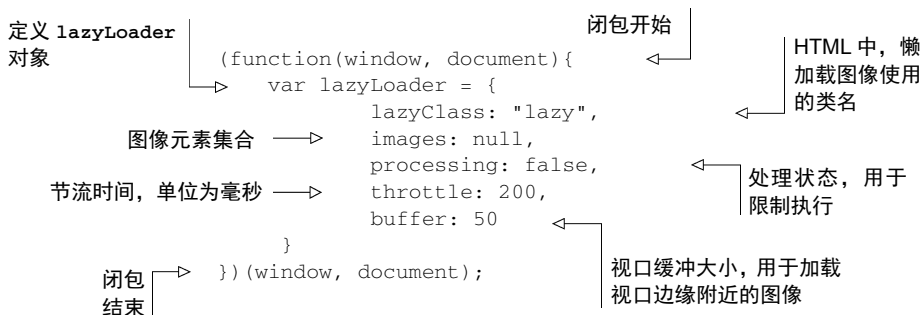 定义 lazyLoader
对象
闭包开始
(function(window, document){
HTML 中，懒
加载图像使用
的类名
var lazyLoader = {
lazyClass: "lazy",
图像元素集合
images: null,
processing: false,
处理状态，用于
限制执行
节流时间，单位为毫秒
throttle: 200,
buffer: 50
视口缓冲大小，用于加载
视口边缘附近的图像
}
})(window, document);
闭包
结束